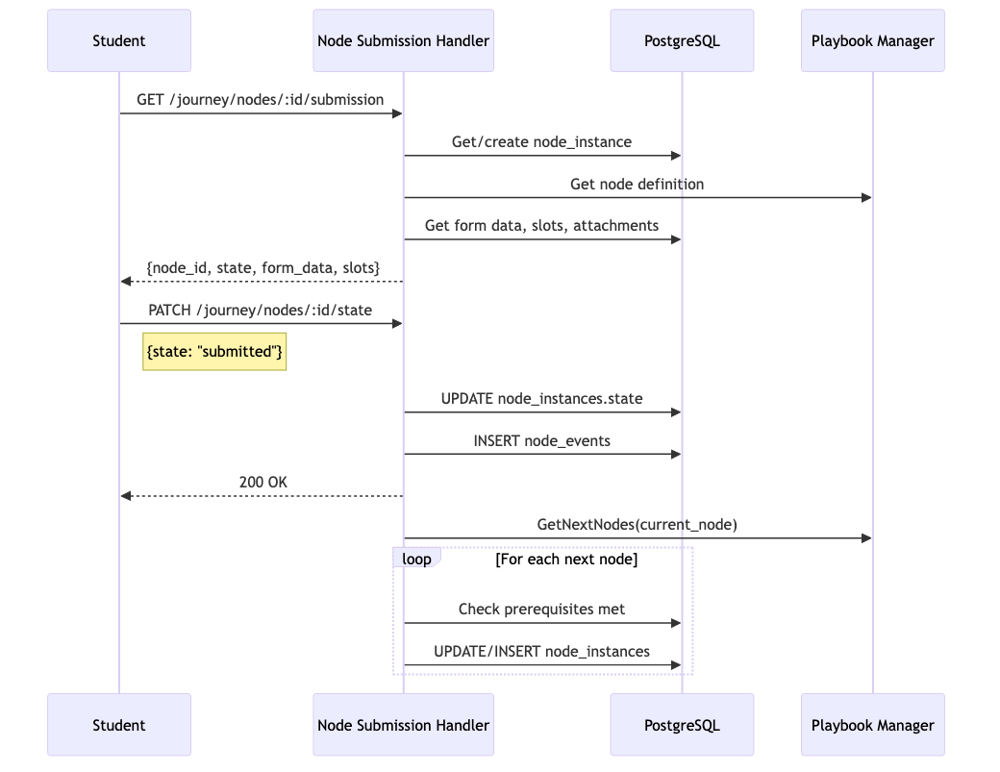 Student
Node Submission Handler
PostgreSQL
Playbook Manager
GET /journey/nodes/:id/submission
Get/create node_instance
Get node definition
Get form data, slots, attachments
{node_id, state, form_data, slots}
PATCH /journey/nodes/:id/state
{state: "submitted"}
UPDATE node_instances.state
INSERT node_events
200 OK
GetNextNodes(current_node)
loop
[For each next node]
Check prerequisites met
UPDATE/INSERT node_instances
Student
Node Submission Handler
PostgreSQL
Playbook Manager